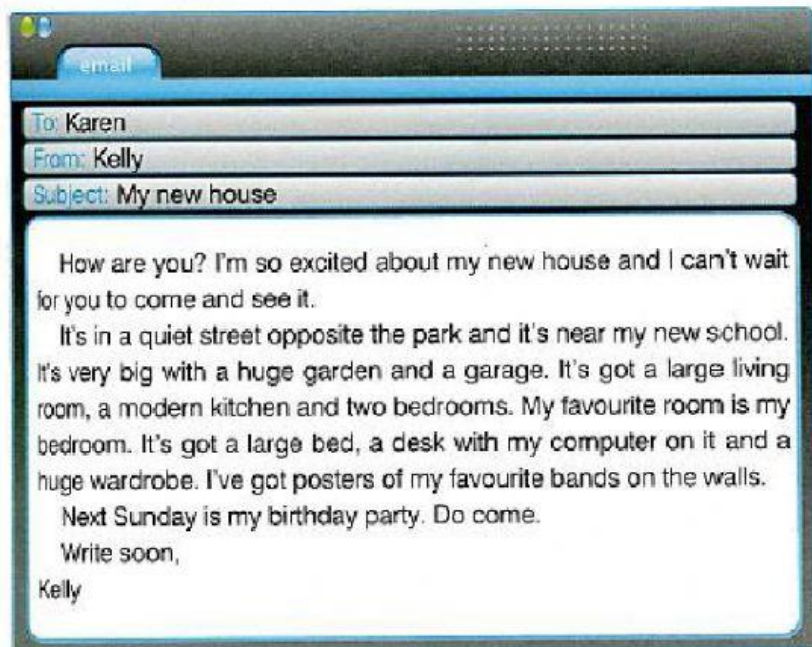 email
To: Karen
From: Kelly
Subject: My new house
How are you? I'm so excited about my new house and I can't wait
for you to come and see it.
It's in a quiet street opposite the park and it's near my new school.
It's very big with a huge garden and a garage. It's got a large living
room, a modern kitchen and two bedrooms. My favourite room is my
bedroom. It's got a large bed, a desk with my computer on it and a
huge wardrobe. I've got posters of my favourite bands on the walls.
Next Sunday is my birthday party. Do come.
Write soon,
Kelly